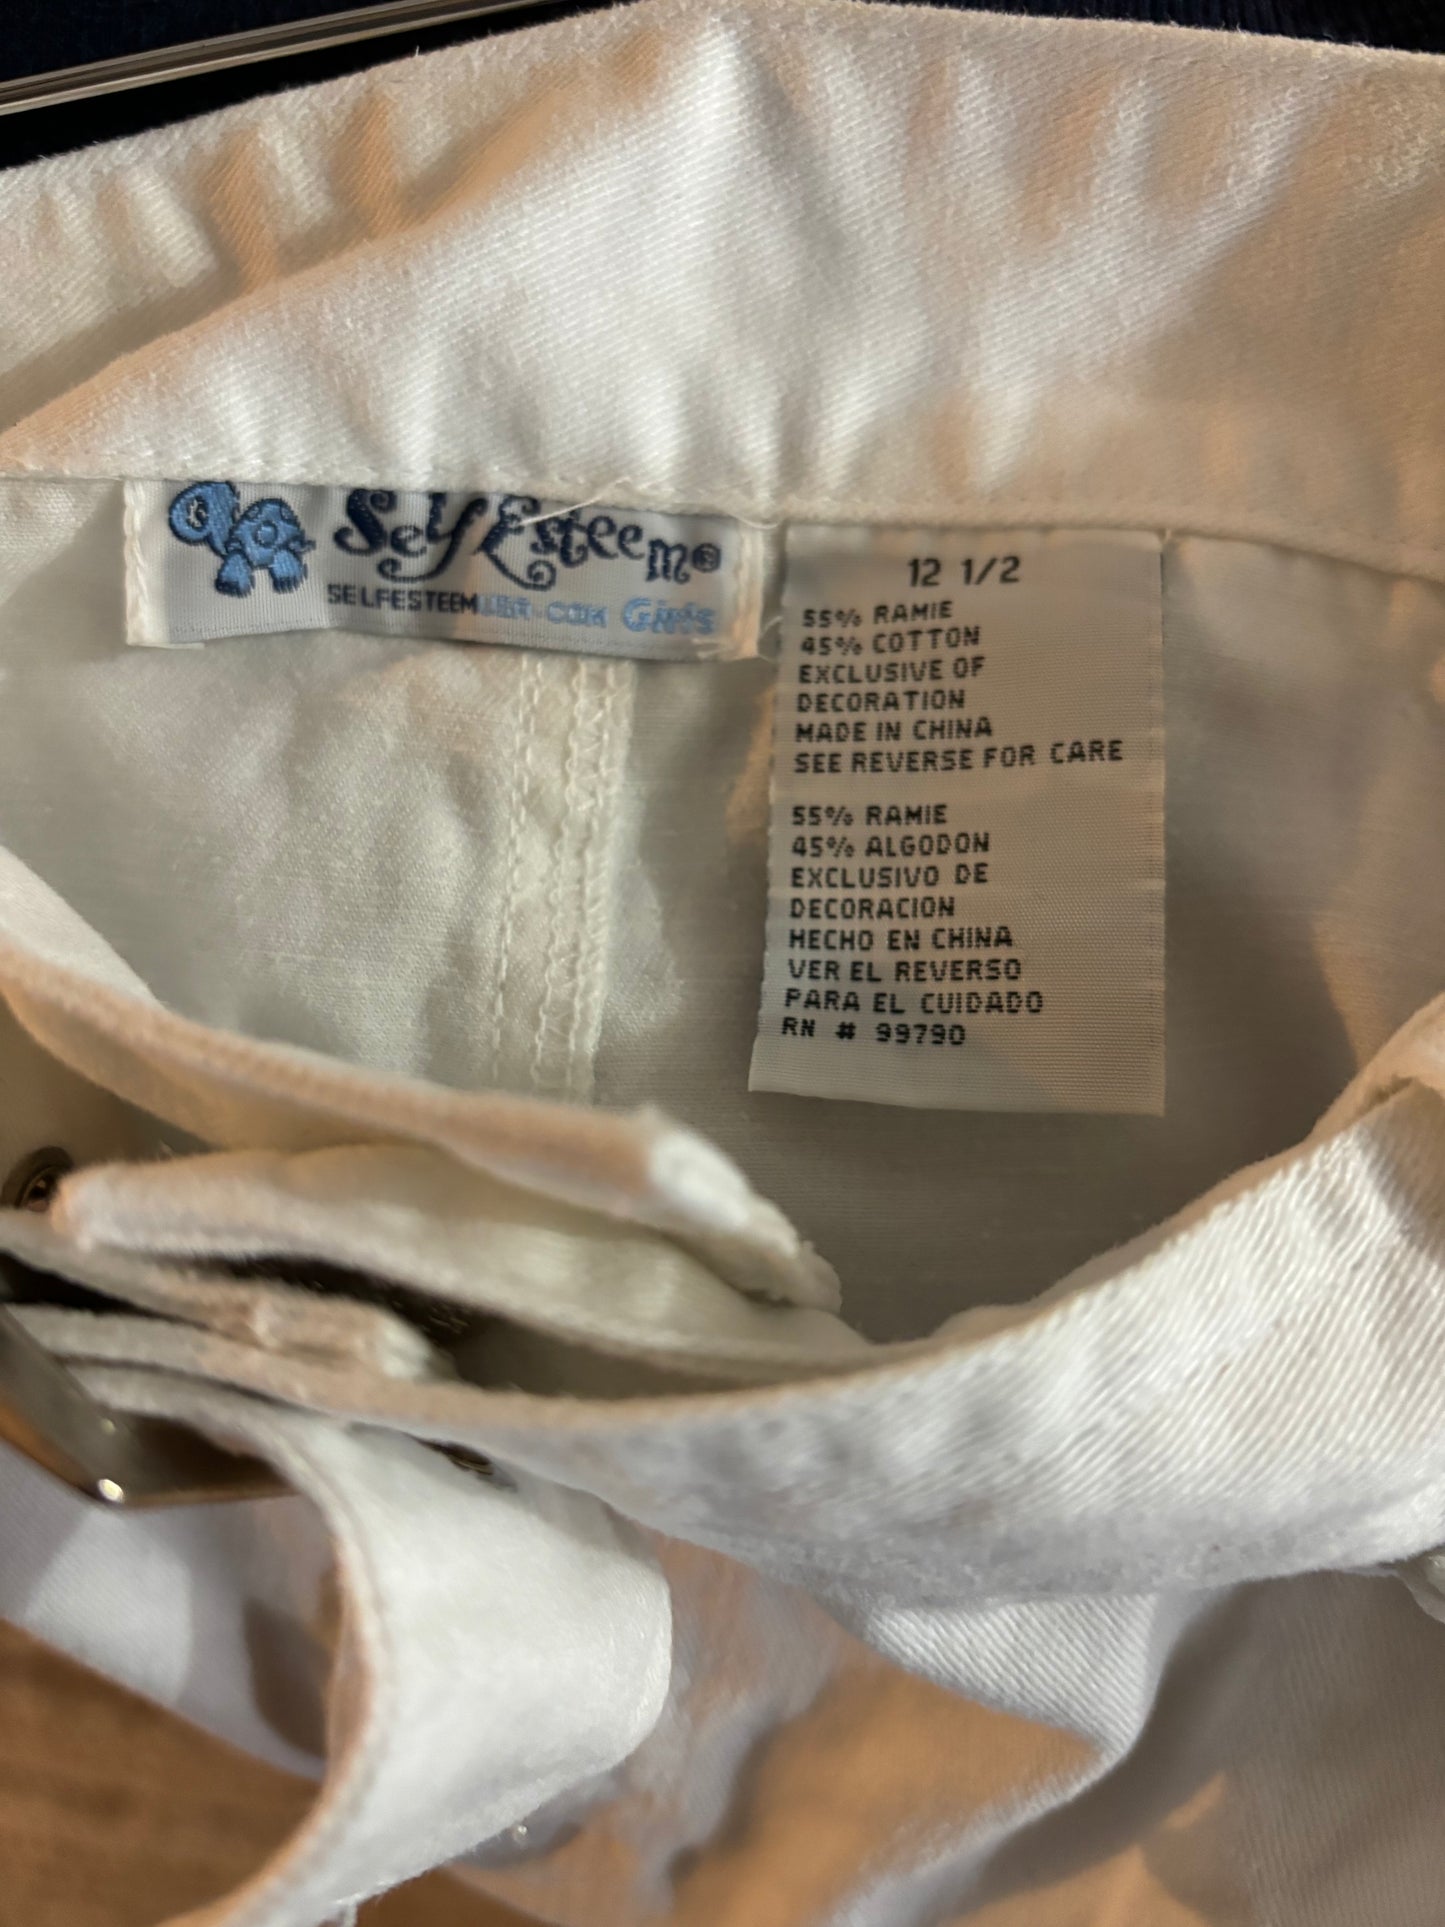 Self Esteem®
SELFESTEEM
Girls
12 1/2
55% RAMIE
45% COTTON
EXCLUSIVE OF
DECORATION
MADE IN CHINA
SEE REVERSE FOR CARE
55% RAMIE
45% ALGODON
EXCLUSIVO DE
DECORACION
HECHO EN CHINA
VER EL REVERSO
PARA EL CUIDADO
RN # 99790